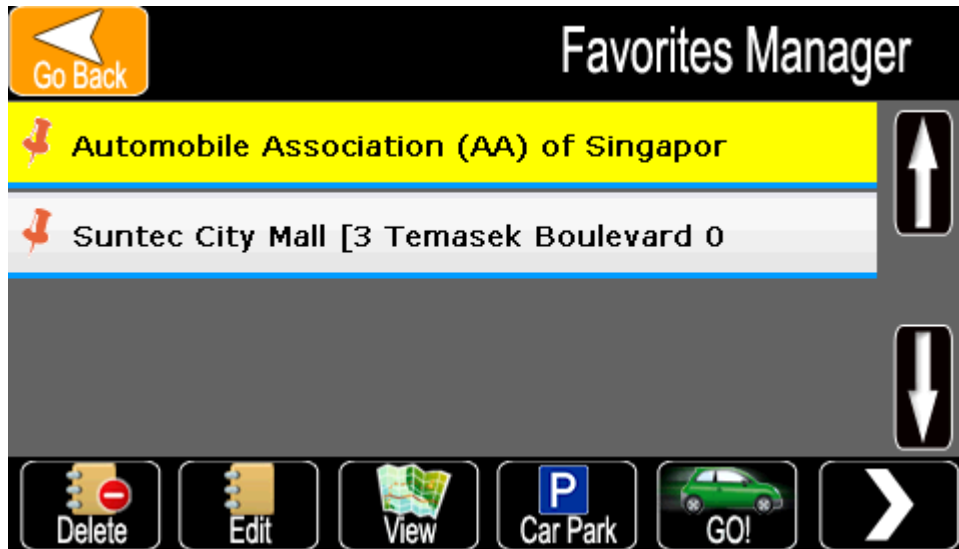 Go Back
Favorites Manager
Automobile Association (AA) of Singapor
Suntec City Mall [3 Temasek Boulevard 0
Delete
Edit
View
P
Car Park
GO!